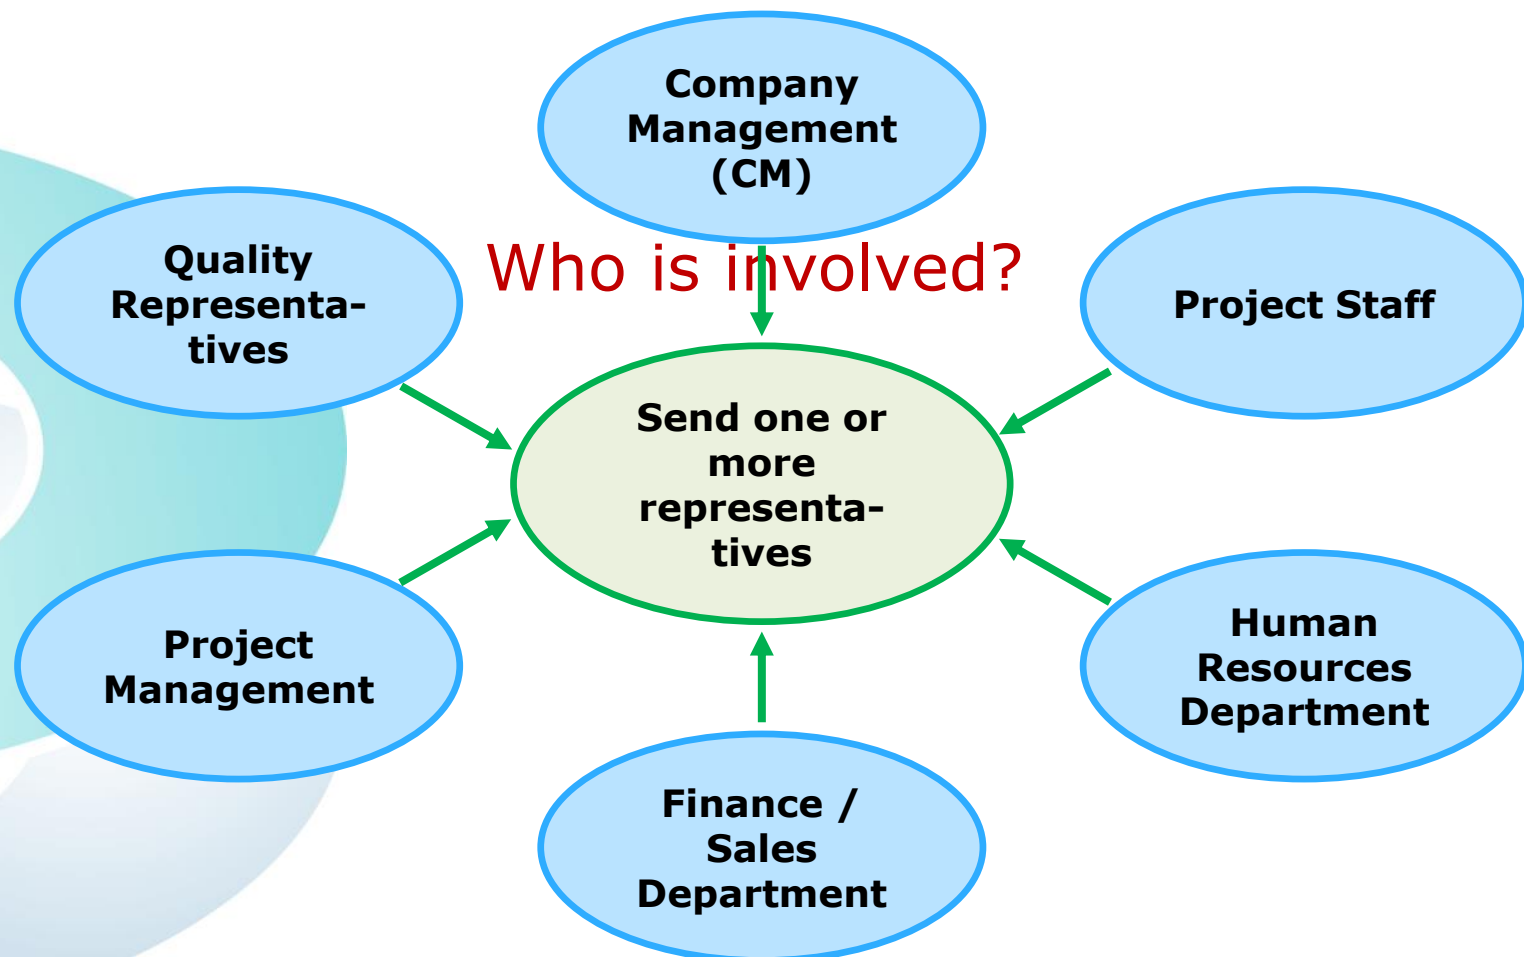 Who is involved?
Company
Management
(CM)
Quality
Representa-
tives
Project Staff
Send one or
more
representa-
tives
Project
Management
Human
Resources
Department
Finance /
Sales
Department